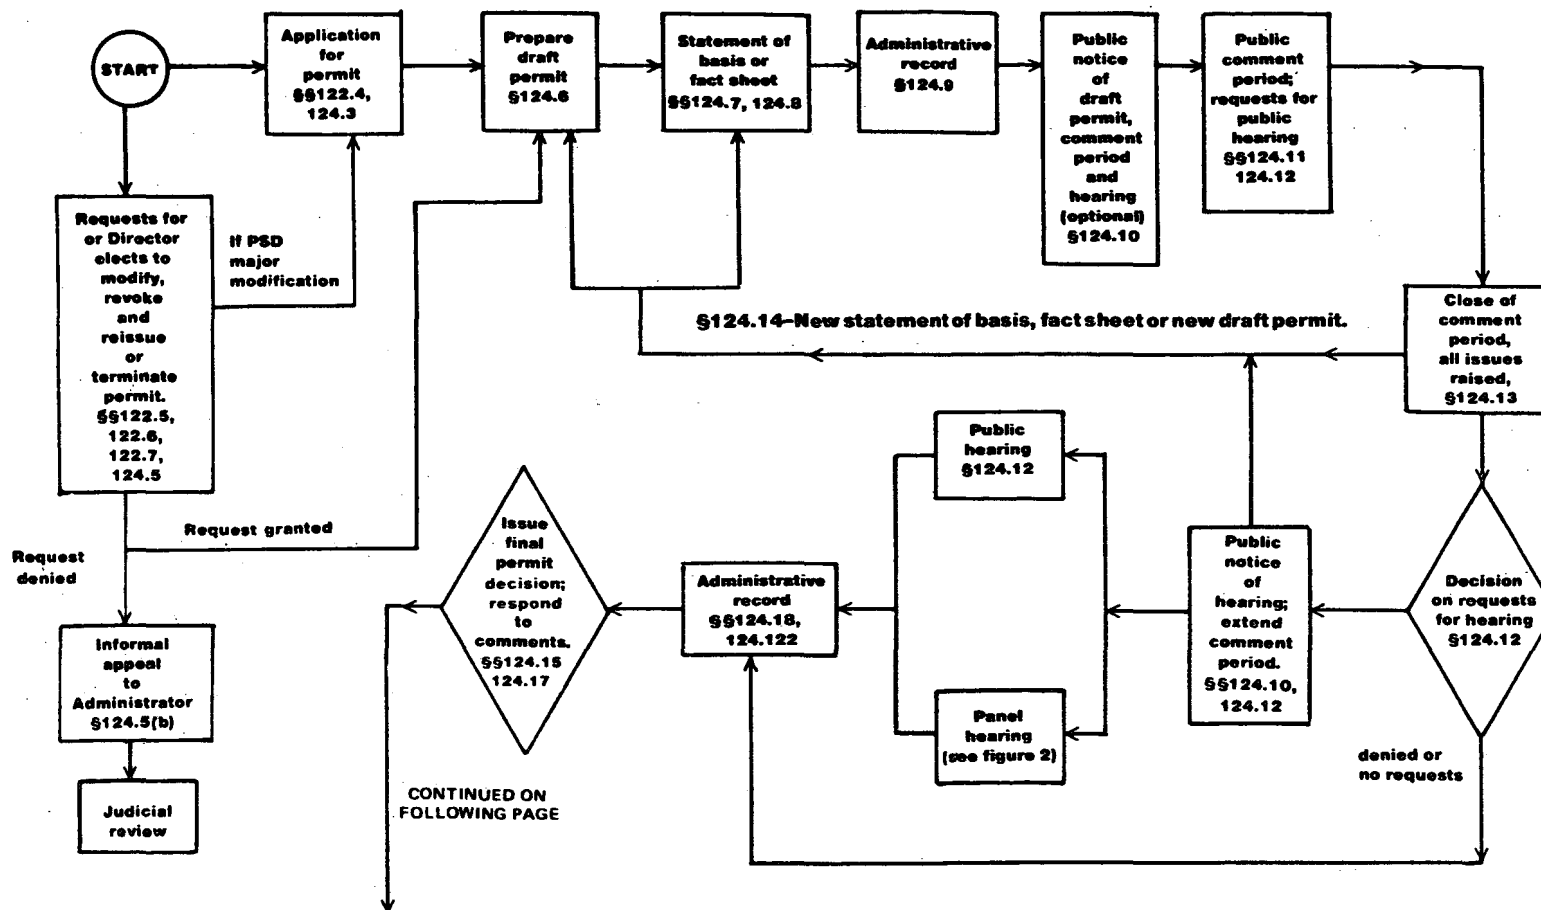 START
Application
for
permit
§§122.4,
124.3
Prepare
draft
permit
§124.6
Statement of
basis or
fact sheet
§§124.7, 124.8
Administrative
record
§124.9
Public
notice
of
draft
permit,
comment
period
and
hearing
(optional)
§124.10
Public
comment
period;
requests for
public
hearing
§§124.11
124.12
Requests for
or Director
elects to
modify,
revoke
and
reissue
or
terminate
permit.
§§122.5,
122.6,
122.7,
124.5
If PSD
major
modification
§124.14–New statement of basis, fact sheet or new draft permit.
Close of
comment
period,
all issues
raised,
§124.13
Request granted
Request
denied
Informal
appeal
to
Administrator
§124.5(b)
Judicial
review
Issue
final
permit
decision;
respond
to
comments.
§§124.15
124.17
CONTINUED ON
FOLLOWING PAGE
Administrative
record
§§124.18,
124.122
Public
hearing
§124.12
Panel
hearing
(see figure 2)
Public
notice
of
hearing;
extend
comment
period.
§§124.10,
124.12
Decision
on requests
for hearing
§124.12
denied or
no requests